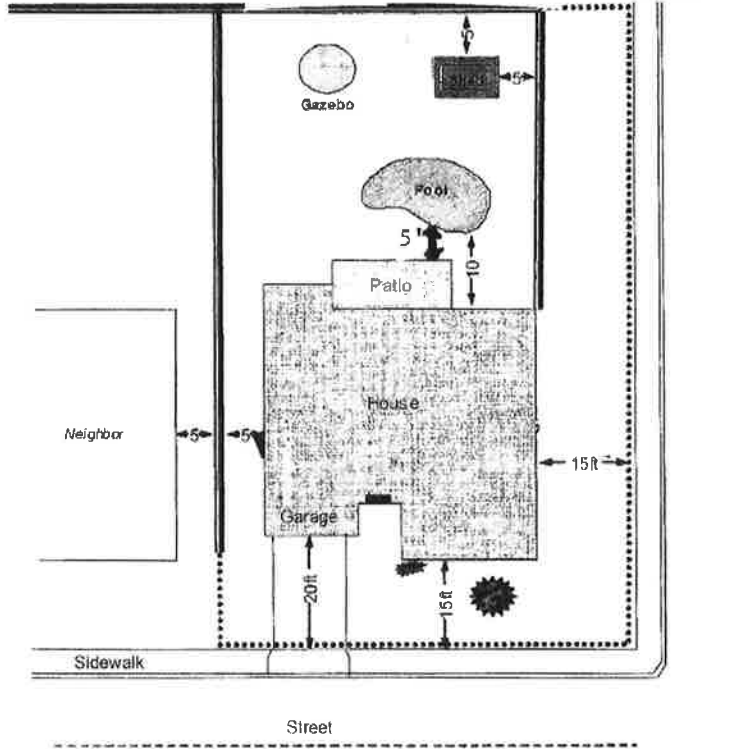 5
5
Gazebo
Pool
5'
10
Patio
House
Neighbor
5
5
15ft
Garage
20ft
15ft
Sidewalk
Street